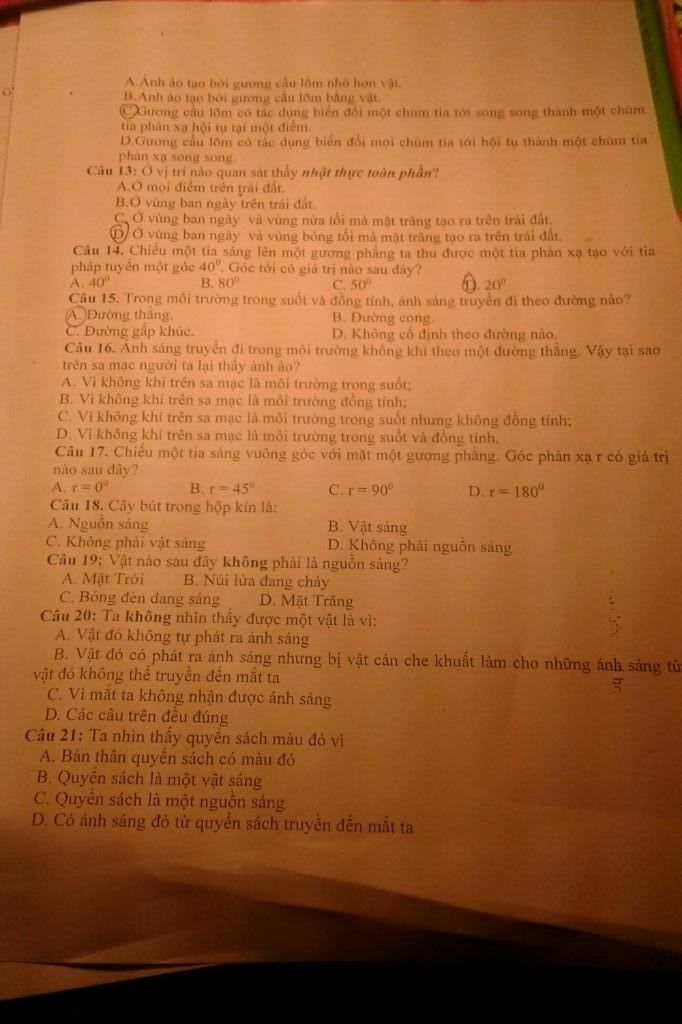 A.Ảnh ảo tạo bởi gương cầu lõm nhỏ hơn vật.
B.Ảnh ảo tạo bởi gương cầu lõm bằng vật.
C.Gương cầu lõm có tác dụng biến đổi một chùm tia tới song song thành một chùm
tia phản xạ hội tụ tại một điểm.
D.Gương cầu lõm có tác dụng biến đổi mọi chùm tia tới hội tụ thành một chùm tia
phản xạ song song.
Câu 13: Ở vị trí nào quan sát thấy nhật thực toàn phần?
A.Ở mọi điểm trên trái đất.
B.Ở vùng ban ngày trên trái đất.
C. Ở vùng ban ngày và vùng nửa tối mà mặt trăng tạo ra trên trái đất.
D. Ở vùng ban ngày và vùng bóng tối mà mặt trăng tạo ra trên trái đất.
Câu 14. Chiếu một tia sáng lên một gương phẳng ta thu được một tia phản xạ tạo với tia
pháp tuyến một góc 40⁰. Góc tới có giá trị nào sau đây?
A. 40⁰ B. 80⁰ C. 50⁰ D. 20⁰
Câu 15. Trong môi trường trong suốt và đồng tính, ánh sáng truyền đi theo đường nào?
A. Đường thẳng. B. Đường cong.
C. Đường gấp khúc. D. Không cố định theo đường nào.
Câu 16. Ánh sáng truyền đi trong môi trường không khí theo một đường thẳng. Vậy tại sao
trên sa mạc người ta lại thấy ảnh ảo?
A. Vì không khí trên sa mạc là môi trường trong suốt;
B. Vì không khí trên sa mạc là môi trường đồng tính;
C. Vì không khí trên sa mạc là môi trường trong suốt nhưng không đồng tính;
D. Vì không khí trên sa mạc là môi trường trong suốt và đồng tính.
Câu 17. Chiếu một tia sáng vuông góc với mặt một gương phẳng. Góc phản xạ r có giá trị
nào sau đây?
A. r = 0⁰ B. r = 45⁰ C. r = 90⁰ D. r = 180⁰
Câu 18. Cây bút trong hộp kín là:
A. Nguồn sáng B. Vật sáng
C. Không phải vật sáng D. Không phải nguồn sáng
Câu 19: Vật nào sau đây không phải là nguồn sáng?
A. Mặt Trời B. Núi lửa đang cháy
C. Bóng đèn đang sáng D. Mặt Trăng
Câu 20: Ta không nhìn thấy được một vật là vì:
A. Vật đó không tự phát ra ánh sáng
B. Vật đó có phát ra ánh sáng nhưng bị vật cản che khuất làm cho những ánh sáng từ
vật đó không thể truyền đến mắt ta
C. Vì mắt ta không nhận được ánh sáng
D. Các câu trên đều đúng
Câu 21: Ta nhìn thấy quyển sách màu đỏ vì
A. Bản thân quyển sách có màu đỏ
B. Quyển sách là một vật sáng
C. Quyển sách là một nguồn sáng
D. Có ánh sáng đỏ từ quyển sách truyền đến mắt ta